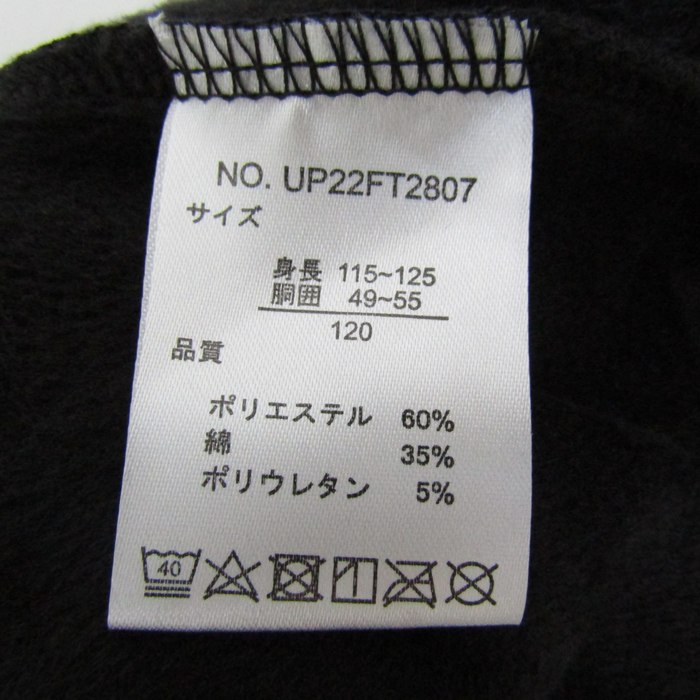 NO. UP22FT2807
サイズ
身長 115~125
胴囲 49~55
120
品質
ポリエステル 60%
綿 35%
ポリウレタン 5%
40